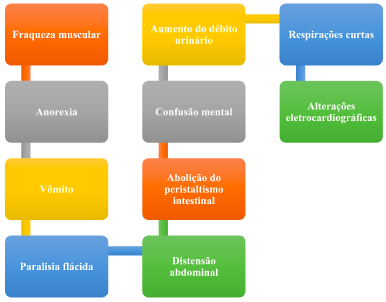 Fraqueza muscular
Anorexia
Vômito
Paralisia flácida
Distensão
abdominal
Abolição do
peristaltismo
intestinal
Confusão mental
Aumento do débito
urinário
Respirações curtas
Alterações
eletrocardiográficas